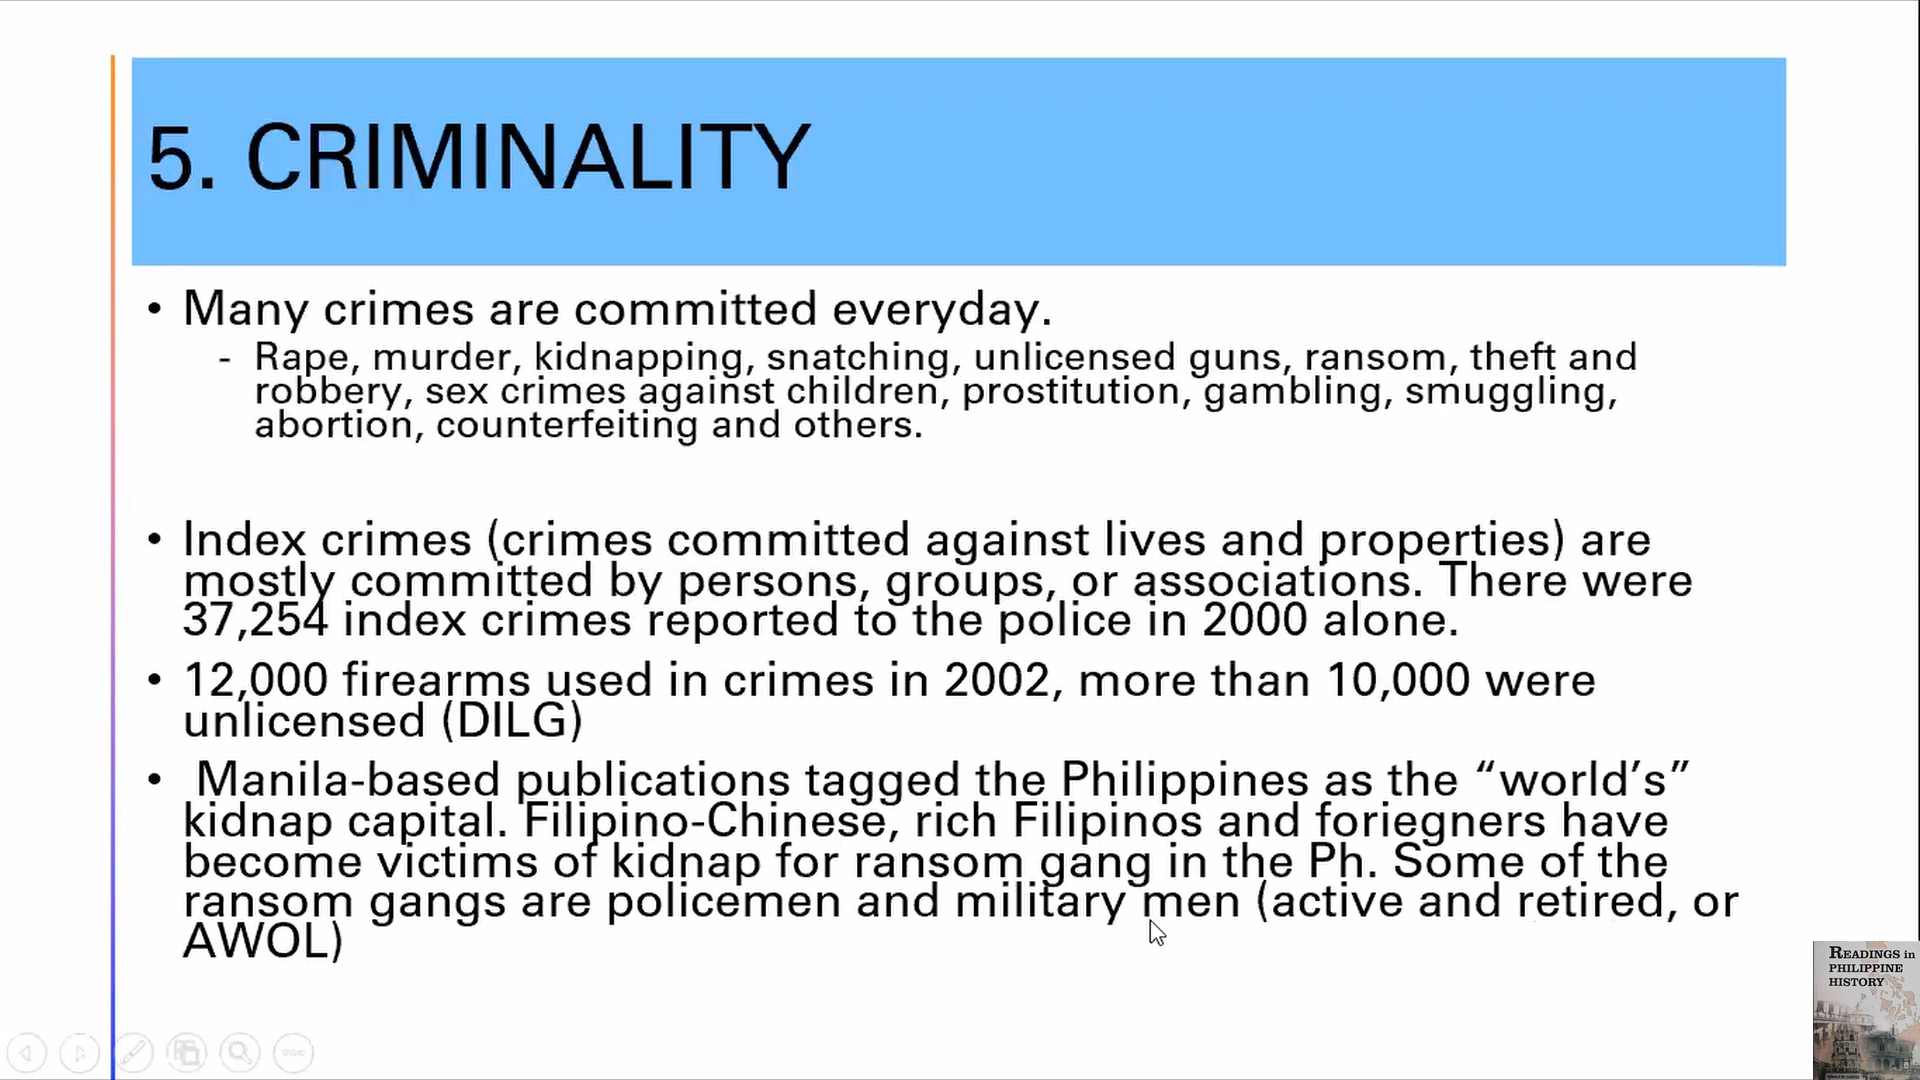 5. CRIMINALITY
• Many crimes are committed everyday.
- Rape, murder, kidnapping, snatching, unlicensed guns, ransom, theft and
robbery, sex crimes against children, prostitution, gambling, smuggling,
abortion, counterfeiting and others.
• Index crimes (crimes committed against lives and properties) are
mostly committed by persons, groups, or associations. There were
37,254 index crimes reported to the police in 2000 alone.
• 12,000 firearms used in crimes in 2002, more than 10,000 were
unlicensed (DILG)
• Manila-based publications tagged the Philippines as the “world’s”
kidnap capital. Filipino-Chinese, rich Filipinos and foriegners have
become victims of kidnap for ransom gang in the Ph. Some of the
ransom gangs are policemen and military men (active and retired, or
AWOL)
READINGS in
PHILIPPINE
HISTORY